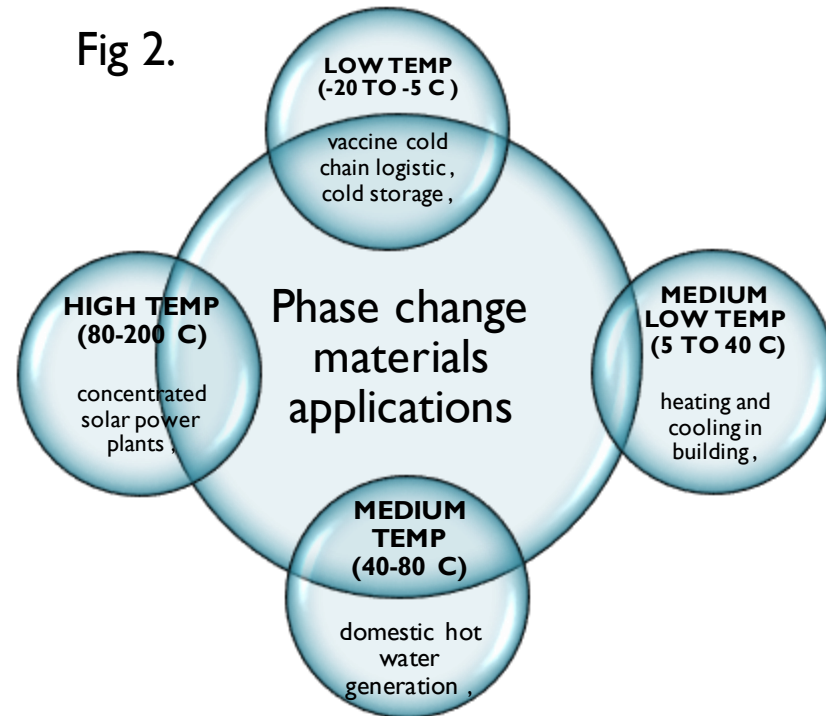 Fig 2.
LOW TEMP
(-20 TO -5 C )
vaccine cold
chain logistic ,
cold storage ,
HIGH TEMP
(80-200 C)
concentrated
solar power
plants ,
Phase change
materials
applications
MEDIUM
LOW TEMP
(5 TO 40 C)
heating and
cooling in
building ,
MEDIUM
TEMP
(40-80 C)
domestic hot
water
generation ,